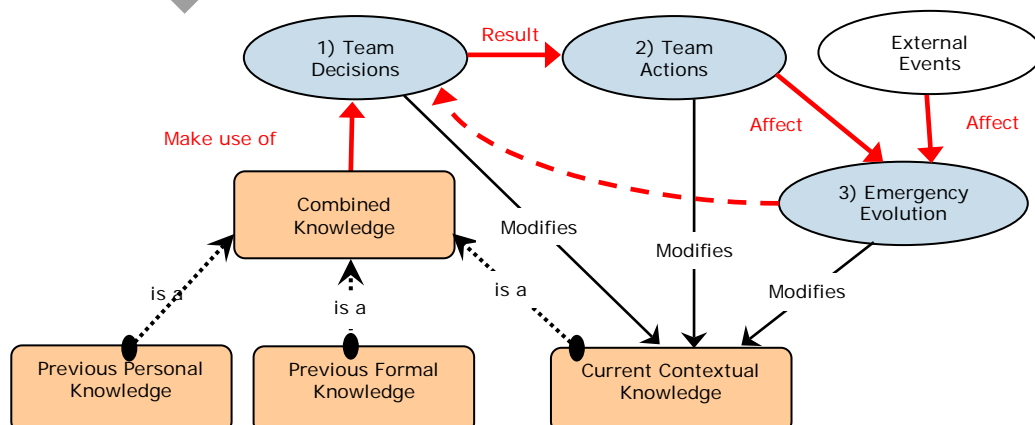 1) Team
Decisions
Result
2) Team
Actions
External
Events
Make use of
Affect
Affect
3) Emergency
Evolution
Combined
Knowledge
Modifies
Modifies
Modifies
is a
is a
is a
Previous Personal
Knowledge
Previous Formal
Knowledge
Current Contextual
Knowledge